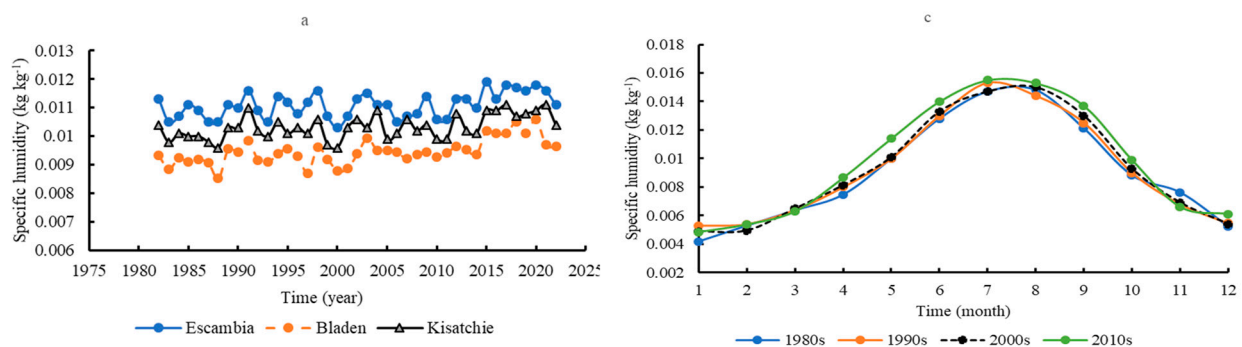 a
Specific humidity (kg kg⁻¹)
0.013
0.012
0.011
0.01
0.009
0.008
0.007
0.006
1975 1980 1985 1990 1995 2000 2005 2010 2015 2020 2025
Time (year)
Escambia Bladen Kisatchie
c
Specific humidity (kg kg⁻¹)
0.018
0.016
0.014
0.012
0.01
0.008
0.006
0.004
0.002
1 2 3 4 5 6 7 8 9 10 11 12
Time (month)
1980s 1990s 2000s 2010s